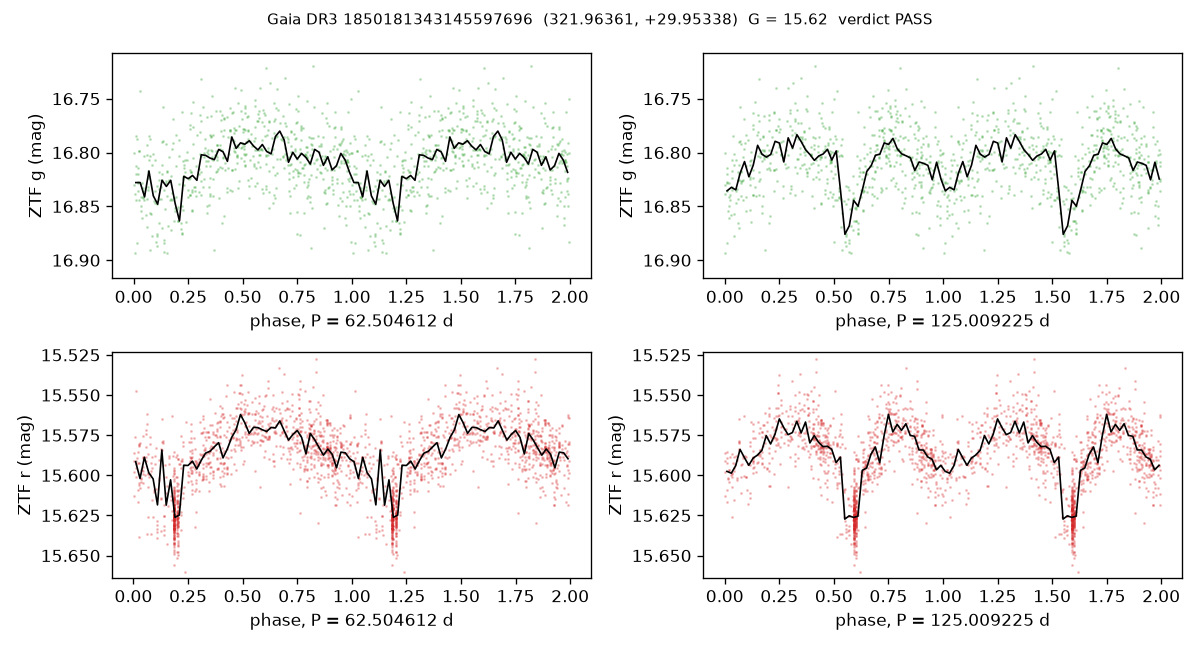 Gaia DR3 1850181343145597696  (321.96361, +29.95338)  G = 15.62  verdict PASS
ZTF g (mag)
16.75
16.80
16.85
16.90
0.00 0.25 0.50 0.75 1.00 1.25 1.50 1.75 2.00
phase, P = 62.504612 d
ZTF g (mag)
16.75
16.80
16.85
16.90
0.00 0.25 0.50 0.75 1.00 1.25 1.50 1.75 2.00
phase, P = 125.009225 d
ZTF r (mag)
15.525
15.550
15.575
15.600
15.625
15.650
0.00 0.25 0.50 0.75 1.00 1.25 1.50 1.75 2.00
phase, P = 62.504612 d
ZTF r (mag)
15.525
15.550
15.575
15.600
15.625
15.650
0.00 0.25 0.50 0.75 1.00 1.25 1.50 1.75 2.00
phase, P = 125.009225 d